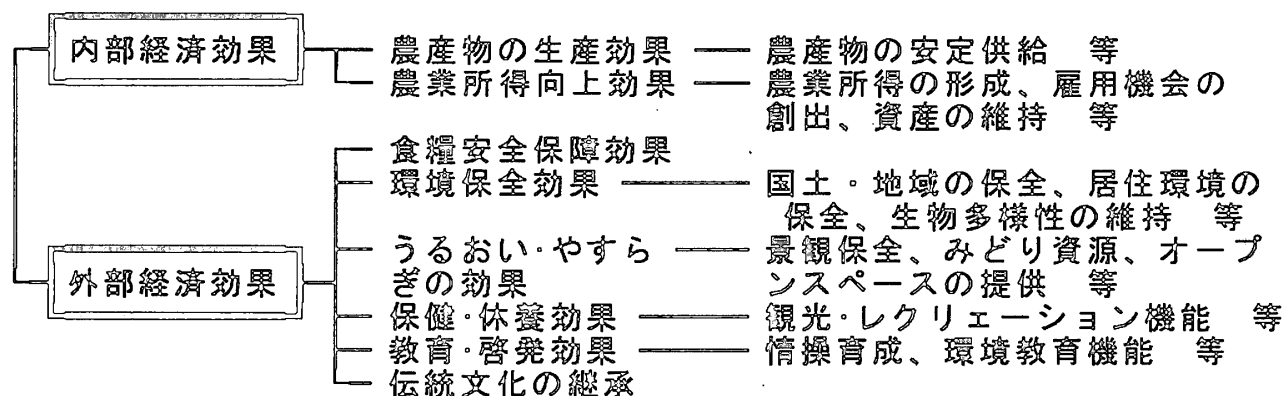 内部経済効果
農産物の生産効果 農産物の安定供給 等
農業所得向上効果 農業所得の形成、雇用機会の
創出、資産の維持 等
食糧安全保障効果
環境保全効果 国土・地域の保全、居住環境の
保全、生物多様性の維持 等
外部経済効果
うるおい・やすら 景観保全、みどり資源、オープ
ぎの効果 ンスペースの提供 等
保健・休養効果 観光・レクリェーション機能 等
教育・啓発効果 情操育成、環境教育機能 等
伝統文化の継承